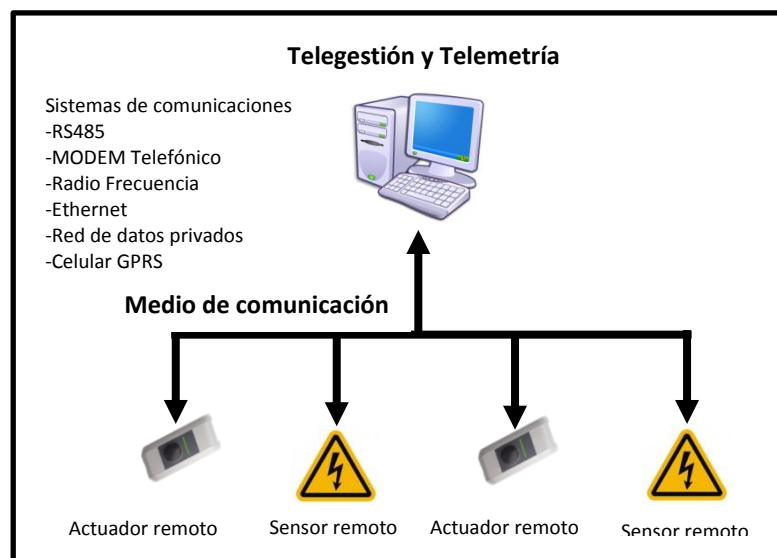 Telegestión y Telemetría
Sistemas de comunicaciones
-RS485
-MODEM Telefónico
-Radio Frecuencia
-Ethernet
-Red de datos privados
-Celular GPRS
Medio de comunicación
Actuador remoto
Sensor remoto
Actuador remoto
Sensor remoto